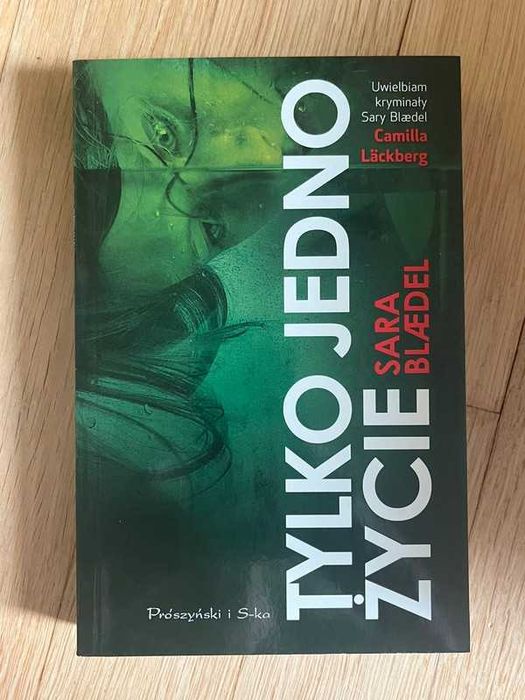 Uwielbiam
kryminały
Sary Blædel
Camilla
Läckberg
TYLKO JEDNO
ŻYCIE
SARA
BLÆDEL
Prószyński i S-ka